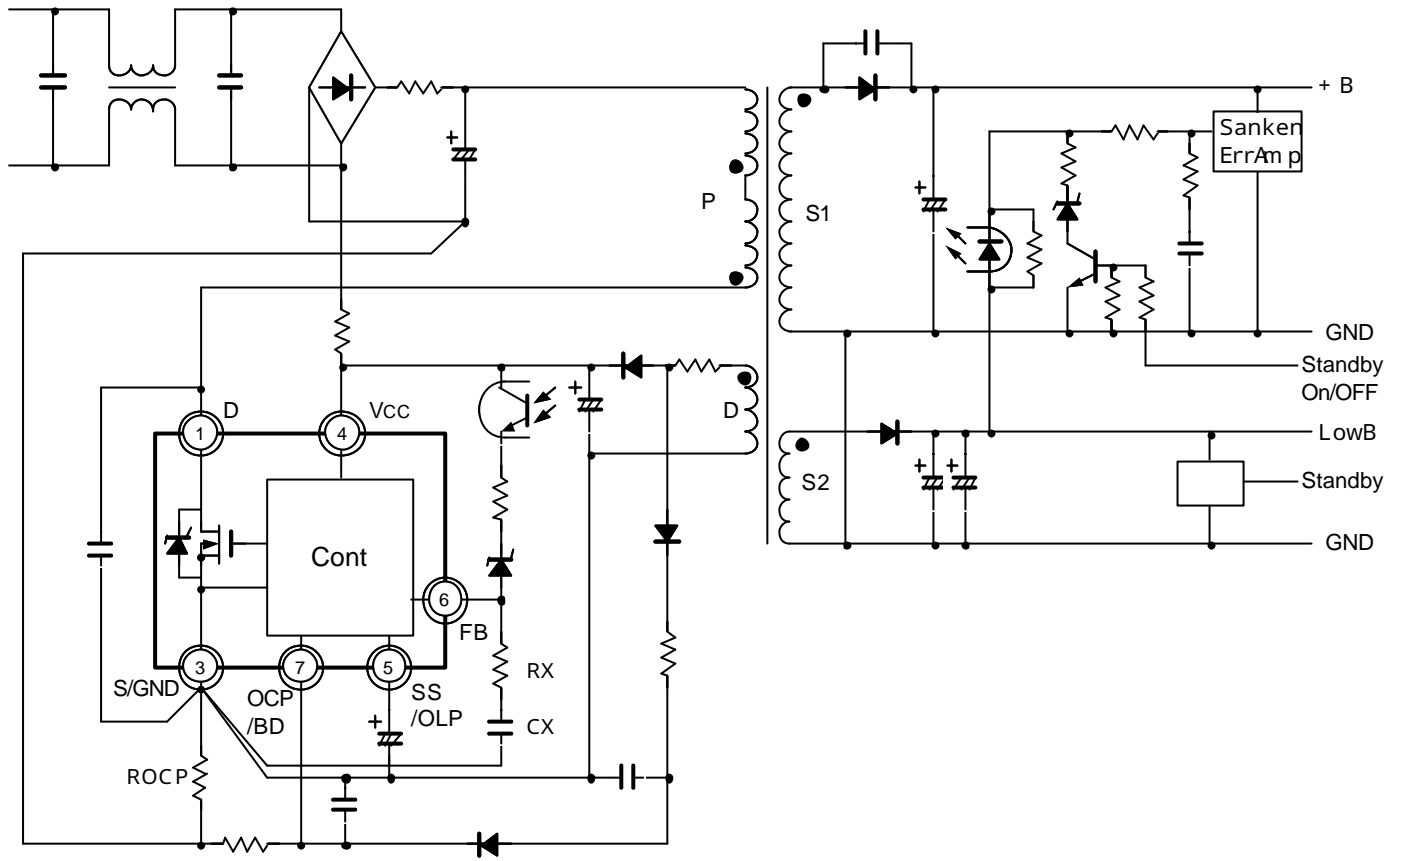 + B
Sanken
ErrAmp
P
S1
GND
Standby
On/OFF
D
VCC
D
LowB
1
4
S2
Standby
GND
Cont
6
FB
3
7
5
S/GND
OCP
/BD
SS
/OLP
RX
CX
ROCP
+
+
+
+
+
+